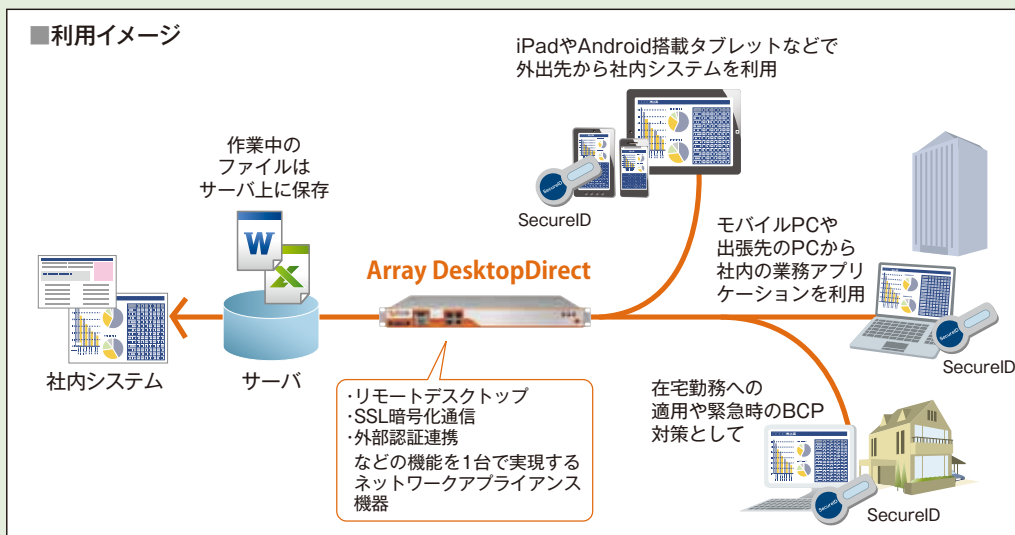 ■利用イメージ
iPadやAndroid搭載タブレットなどで
外出先から社内システムを利用
SecureID
SecureID
作業中の
ファイルは
サーバ上に保存
W
X
Array DesktopDirect
社内システム
サーバ
・リモートデスクトップ
・SSL暗号化通信
・外部認証連携
などの機能を1台で実現する
ネットワークアプライアンス
機器
モバイルPCや
出張先のPCから
社内の業務アプリ
ケーションを利用
SecureID
SecureID
在宅勤務への
適用や緊急時のBCP
対策として
SecureID
SecureID